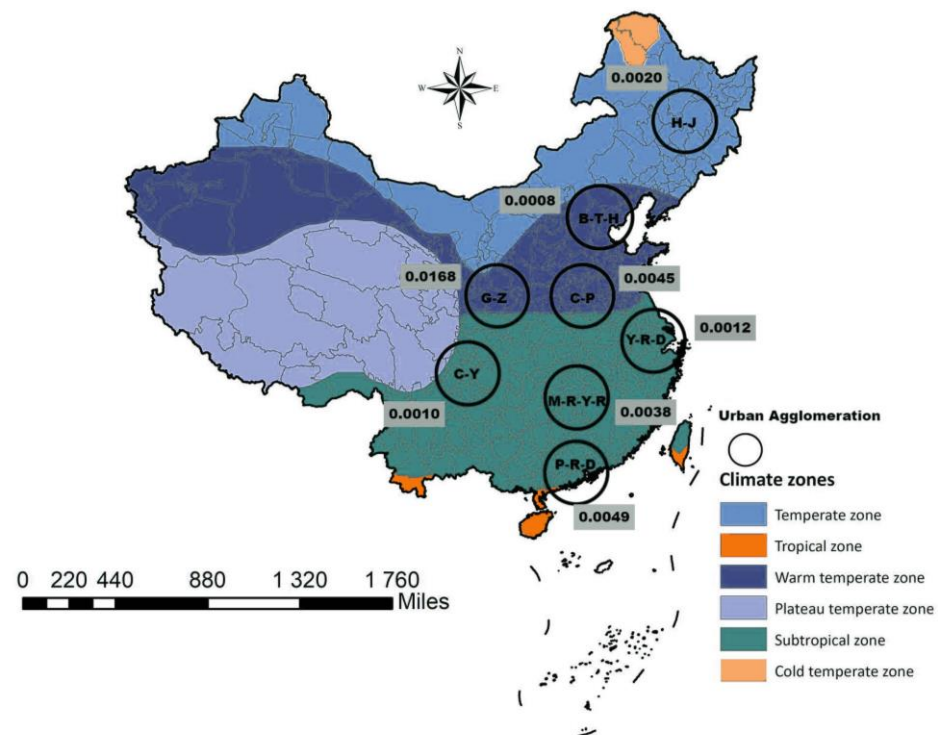 N
W E
S
0.0020
H-J
0.0008
B-T-H
0.0168
G-Z
C-P
0.0045
Y-R-D
0.0012
C-Y
M-R-Y-R
0.0010
0.0038
P-R-D
0.0049
Urban Agglomeration
Climate zones
Temperate zone
Tropical zone
Warm temperate zone
Plateau temperate zone
Subtropical zone
Cold temperate zone
0 220 440 880 1 320 1 760
Miles